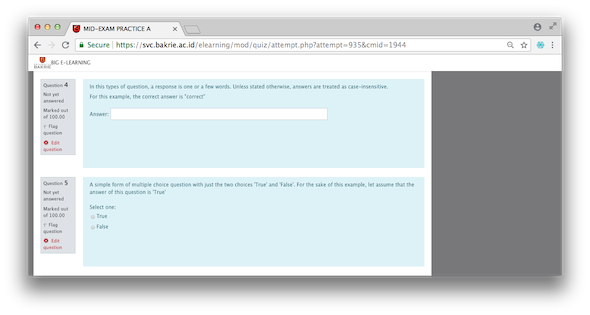 MID-EXAM PRACTICE A
Secure https://svc.bakrie.ac.id/elearning/mod/quiz/attempt.php?attempt=935&cmid=1944
BAKRIE
BIG E-LEARNING
Question 4
Not yet
answered
Marked out
of 100.00
Flag
question
Edit
question
In this types of question, a response is one or a few words. Unless stated otherwise, answers are treated as case-insensitive.
For this example, the correct answer is "correct"
Answer:
Question 5
Not yet
answered
Marked out
of 100.00
Flag
question
Edit
question
A simple form of multiple choice question with just the two choices 'True' and 'False'. For the sake of this example, let assume that the
answer of this question is 'True'
Select one:
True
False